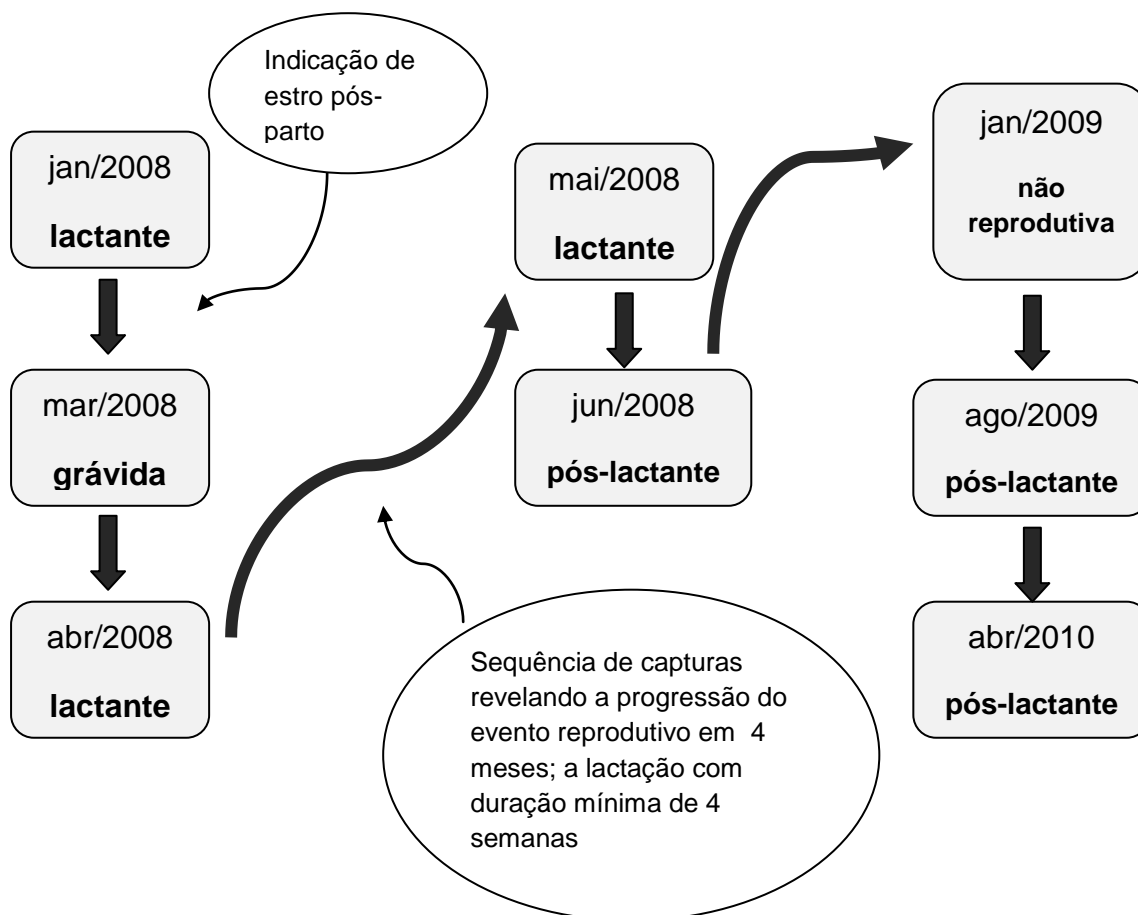 Indicação de
estro pós-
parto
jan/2008
lactante
mar/2008
grávida
abr/2008
lactante
mai/2008
lactante
jun/2008
pós-lactante
Sequência de capturas
revelando a progressão do
evento reprodutivo em 4
meses; a lactação com
duração mínima de 4
semanas
jan/2009
não
reprodutiva
ago/2009
pós-lactante
abr/2010
pós-lactante